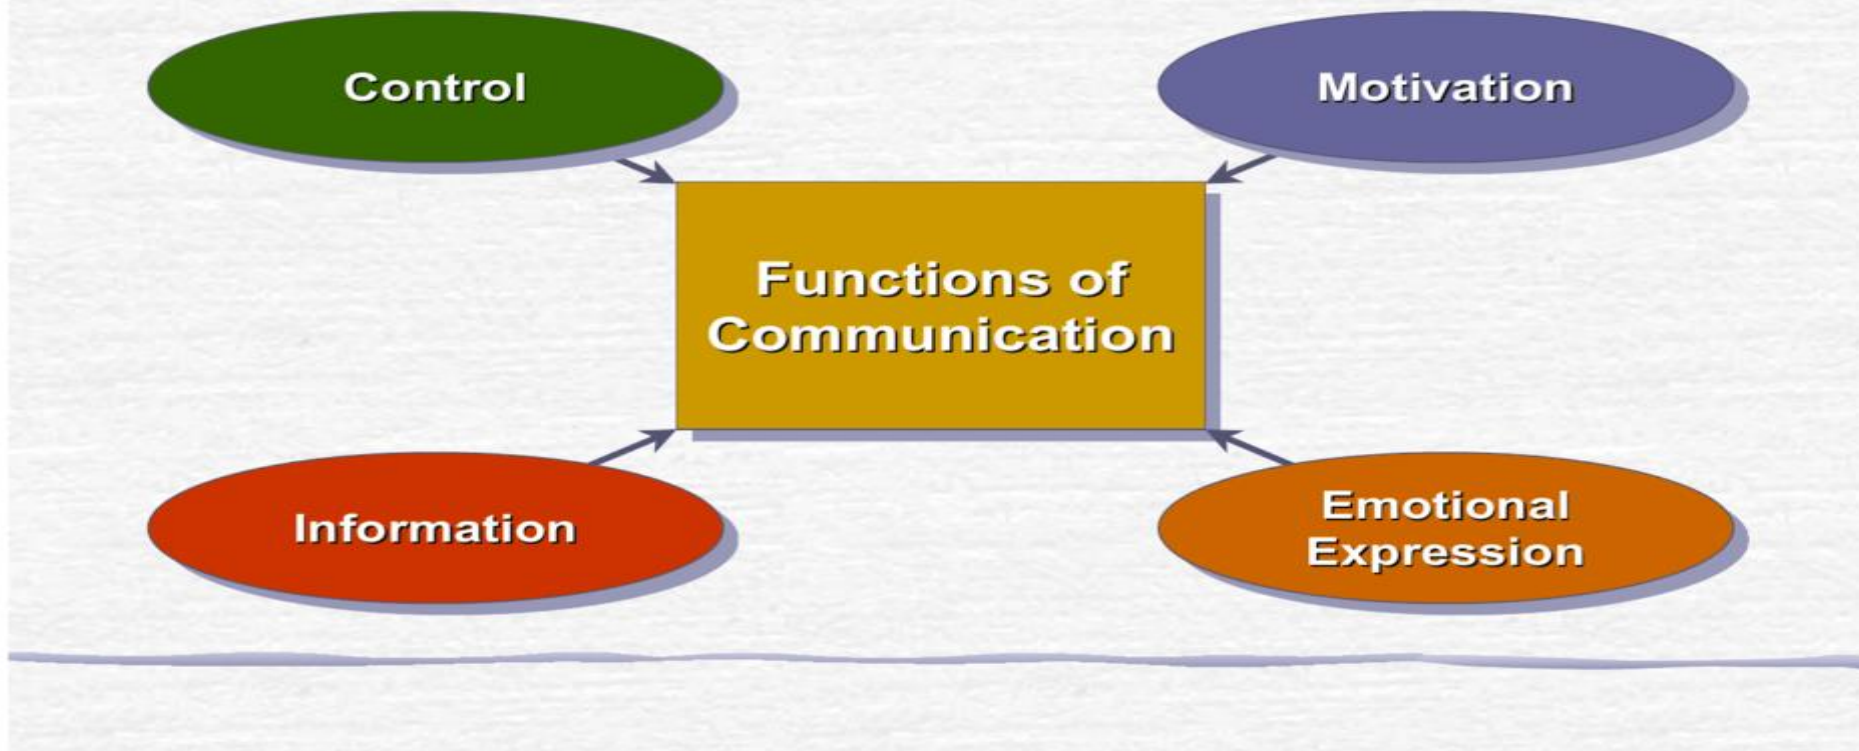 Control
Motivation
Functions of
Communication
Information
Emotional
Expression